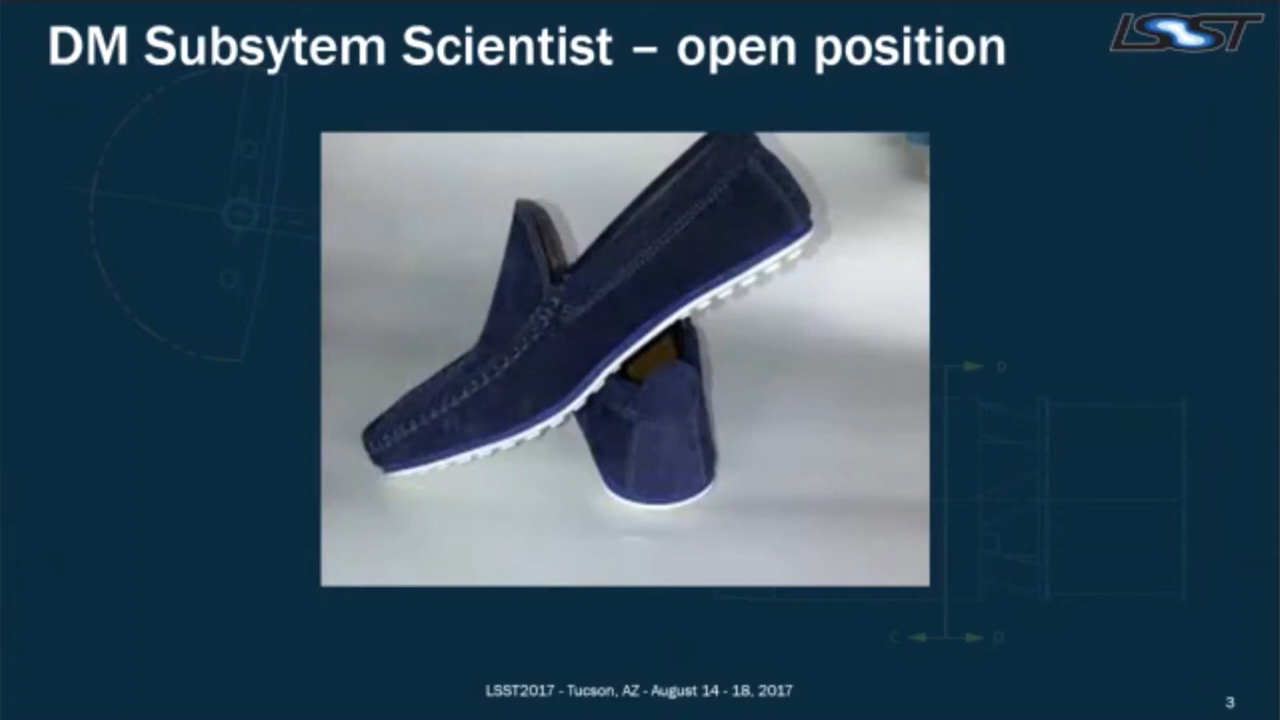 DM Subsytem Scientist – open position
LSST
D
C D
LSST2017 - Tucson, AZ - August 14 - 18, 2017
3